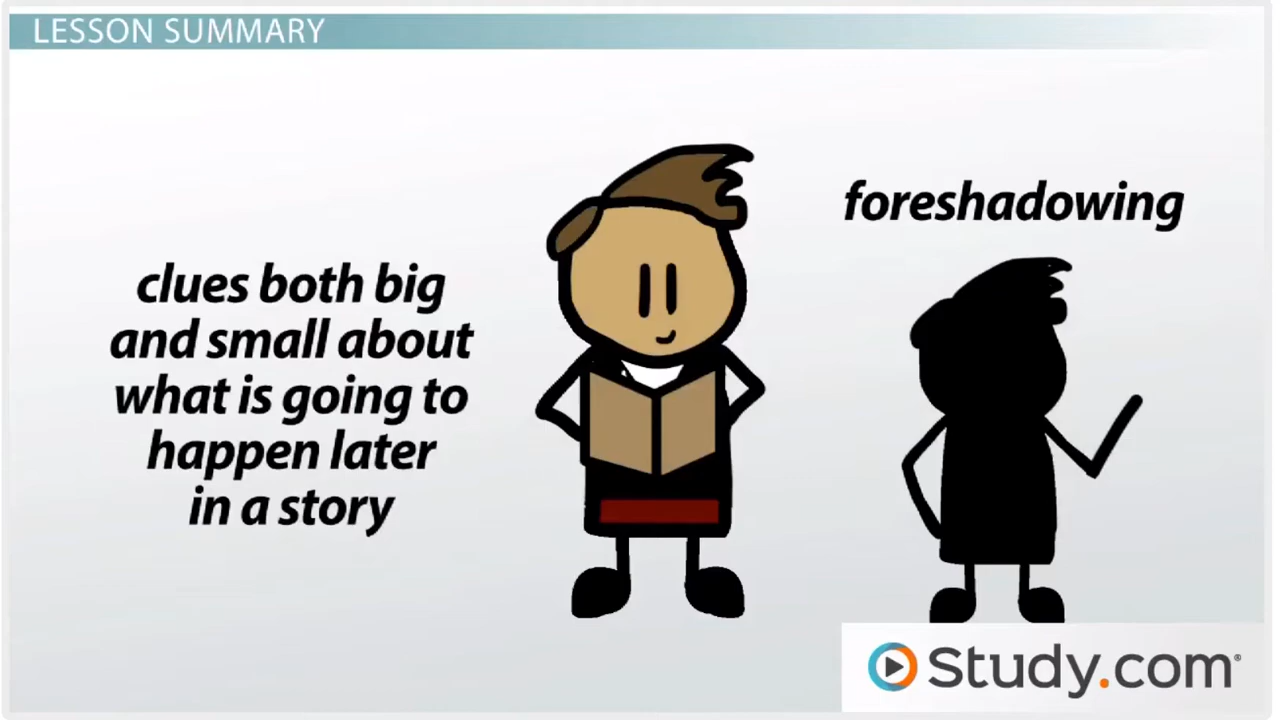 LESSON SUMMARY
foreshadowing
clues both big
and small about
what is going to
happen later
in a story
Study.com®